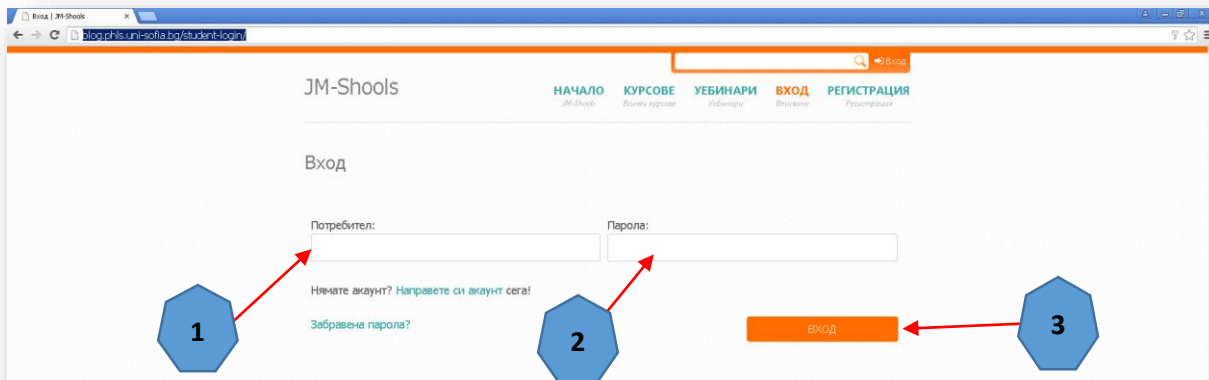 Вход | JM-Shools
blog.phls.uni-sofia.bg/student-login/
Вход
JM-Shools
НАЧАЛО КУРСОВЕ УЕБИНАРИ ВХОД РЕГИСТРАЦИЯ
JM-Shools Всички курсове Уебинари Вписване Регистрация
Вход
Потребител: Парола:
Нямате акаунт? Направете си акаунт сега!
Забравена парола?
ВХОД
1
2
3